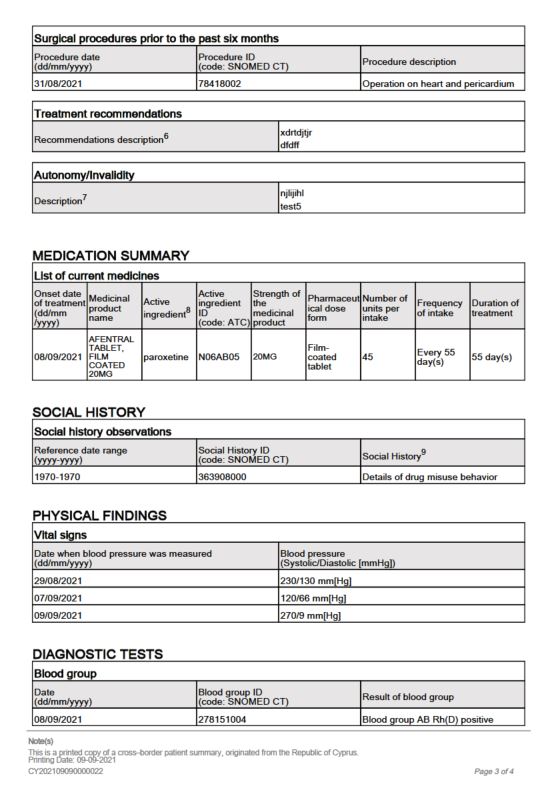 Surgical procedures prior to the past six months
Procedure date
(dd/mm/yyyy)
Procedure ID
(code: SNOMED CT)
Procedure description
31/08/2021
78418002
Operation on heart and pericardium
Treatment recommendations
Recommendations description6
xdrtdjtjr
dfdff
Autonomy/Invalidity
Description7
njlijihl
test5
MEDICATION SUMMARY
List of current medicines
Onset date
of treatment
(dd/mm
/yyyy)
Medicinal
product
name
Active
ingredient8
Active
ingredient
ID
(code: ATC)
Strength of
the
medicinal
product
Pharmaceut
ical dose
form
Number of
units per
intake
Frequency
of intake
Duration of
treatment
08/09/2021
AFENTRAL
TABLET,
FILM
COATED
20MG
paroxetine
N06AB05
20MG
Film-
coated
tablet
45
Every 55
day(s)
55 day(s)
SOCIAL HISTORY
Social history observations
Reference date range
(yyyy-yyyy)
Social History ID
(code: SNOMED CT)
Social History9
1970-1970
363908000
Details of drug misuse behavior
PHYSICAL FINDINGS
Vital signs
Date when blood pressure was measured
(dd/mm/yyyy)
Blood pressure
(Systolic/Diastolic [mmHg])
29/08/2021
230/130 mm[Hg]
07/09/2021
120/66 mm[Hg]
09/09/2021
270/9 mm[Hg]
DIAGNOSTIC TESTS
Blood group
Date
(dd/mm/yyyy)
Blood group ID
(code: SNOMED CT)
Result of blood group
08/09/2021
278151004
Blood group AB Rh(D) positive
Note(s)
This is a printed copy of a cross-border patient summary, originated from the Republic of Cyprus.
Printing Date: 09-09-2021
CY202109090000022
Page 3 of 4